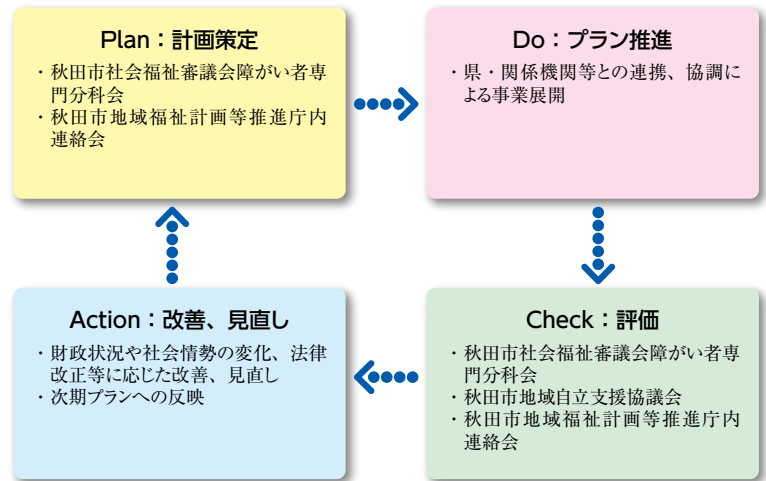 Plan：計画策定
・秋田市社会福祉審議会障がい者専
門分科会
・秋田市地域福祉計画等推進庁内
連絡会
Do：プラン推進
・県・関係機関等との連携、協調に
よる事業展開
Action：改善、見直し
・財政状況や社会情勢の変化、法律
改正等に応じた改善、見直し
・次期プランへの反映
Check：評価
・秋田市社会福祉審議会障がい者専
門分科会
・秋田市地域自立支援協議会
・秋田市地域福祉計画等推進庁内
連絡会